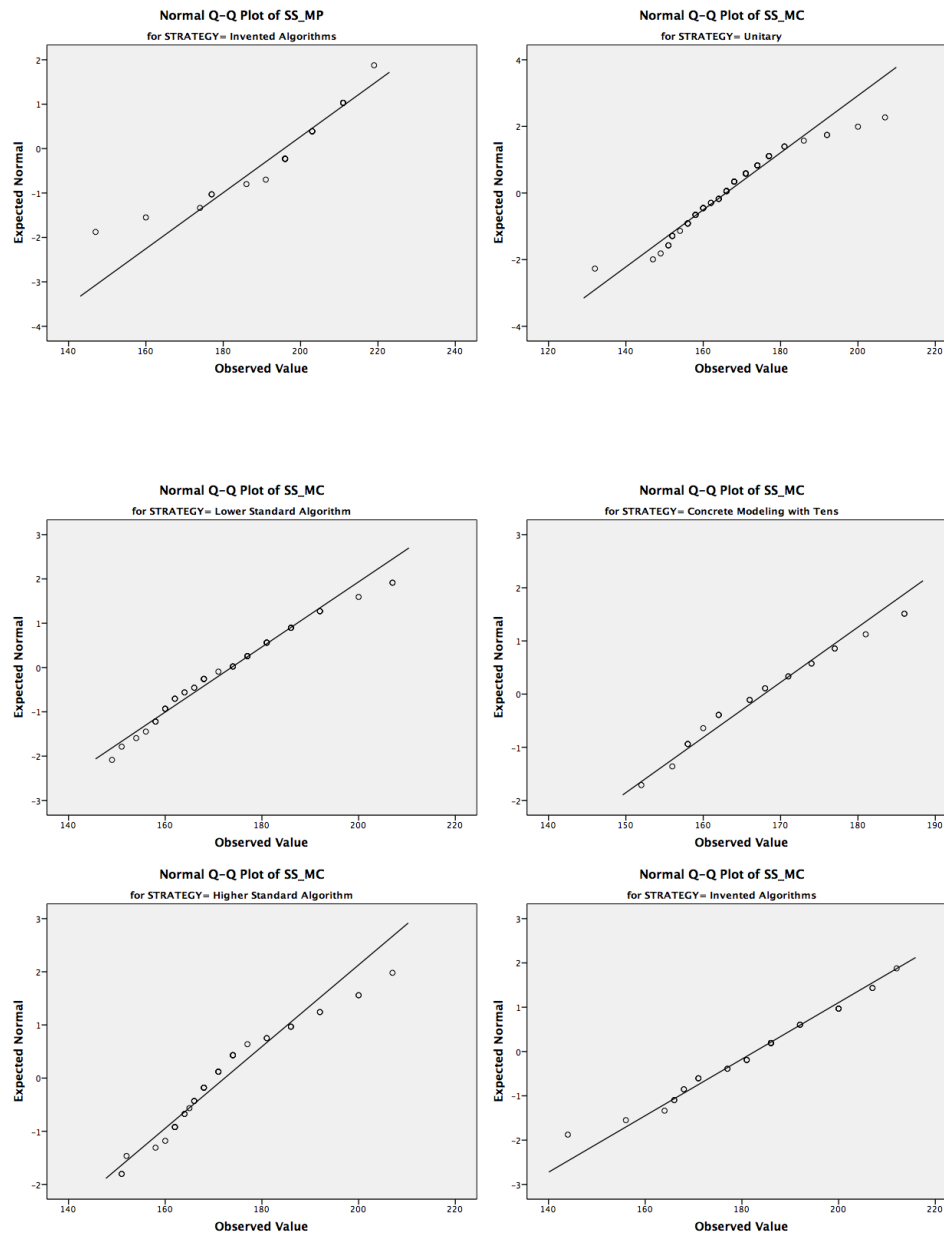 Normal Q-Q Plot of SS_MP
for STRATEGY= Invented Algorithms
2
1
0
-1
-2
-3
-4
Expected Normal
140 160 180 200 220 240
Observed Value
Normal Q-Q Plot of SS_MC
for STRATEGY= Unitary
4
2
0
-2
-4
Expected Normal
120 140 160 180 200 220
Observed Value
Normal Q-Q Plot of SS_MC
for STRATEGY= Lower Standard Algorithm
3
2
1
0
-1
-2
-3
Expected Normal
140 160 180 200 220
Observed Value
Normal Q-Q Plot of SS_MC
for STRATEGY= Concrete Modeling with Tens
3
2
1
0
-1
-2
Expected Normal
140 150 160 170 180 190
Observed Value
Normal Q-Q Plot of SS_MC
for STRATEGY= Higher Standard Algorithm
3
2
1
0
-1
-2
Expected Normal
140 160 180 200 220
Observed Value
Normal Q-Q Plot of SS_MC
for STRATEGY= Invented Algorithms
3
2
1
0
-1
-2
-3
Expected Normal
140 160 180 200 220
Observed Value